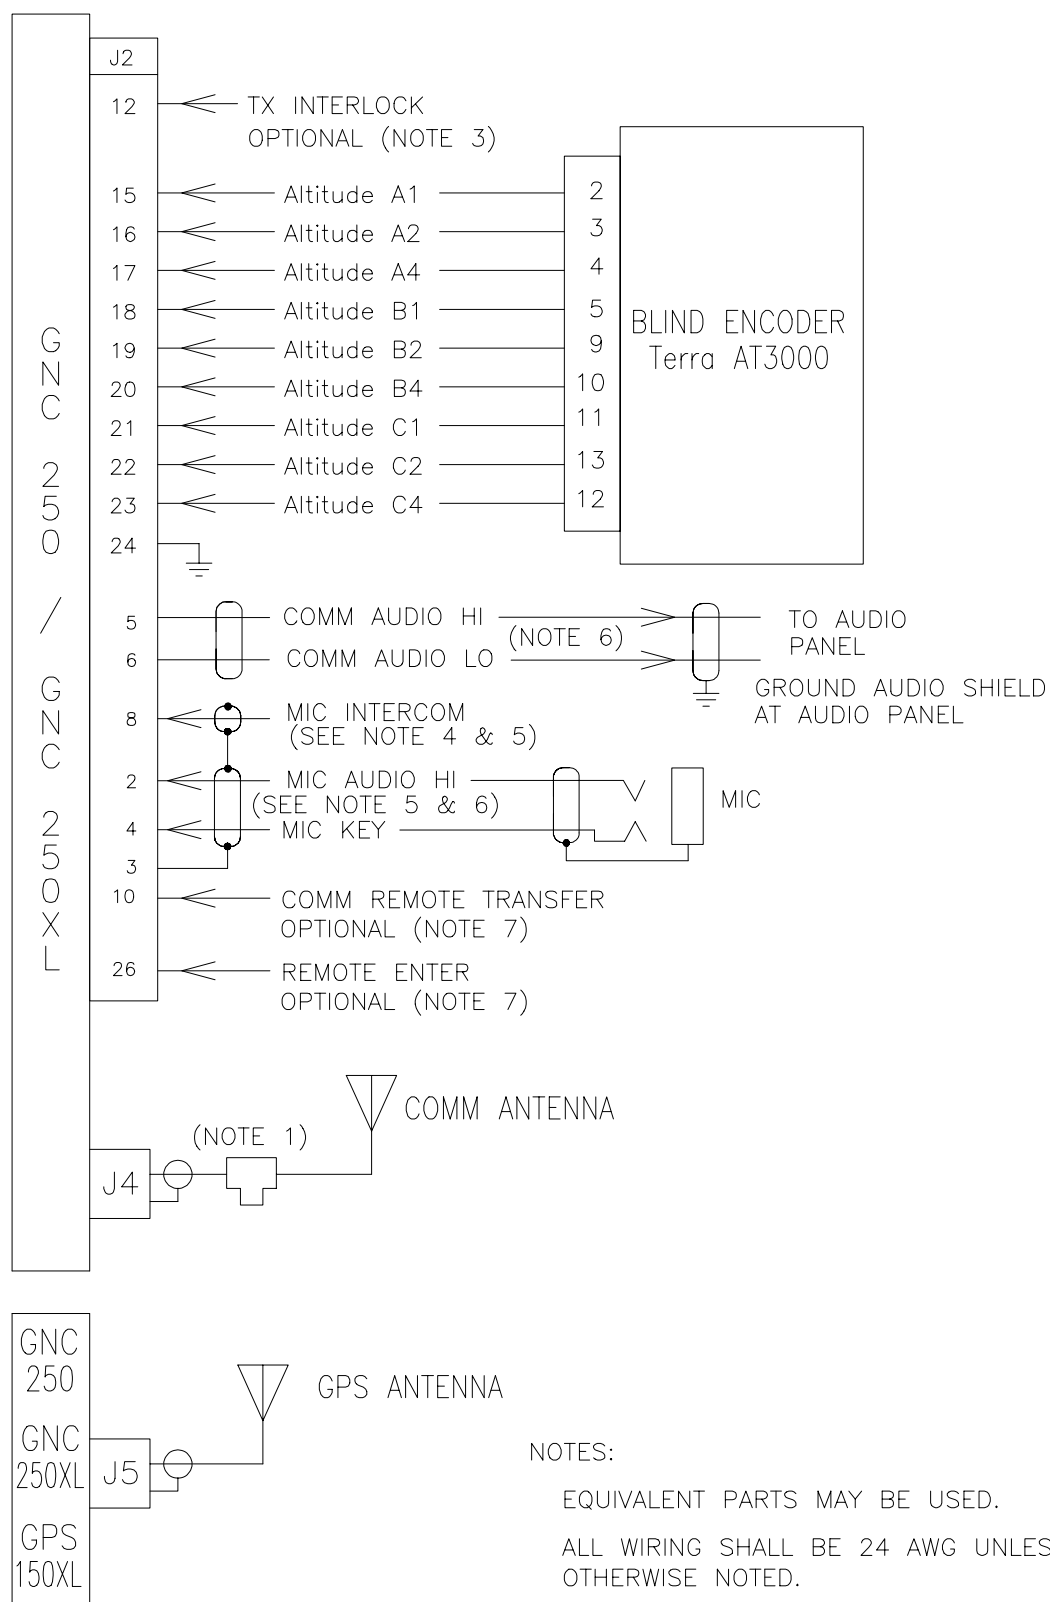 J2
12 TX INTERLOCK
OPTIONAL (NOTE 3)
15 Altitude A1 2
16 Altitude A2 3
17 Altitude A4 4
18 Altitude B1 5
19 Altitude B2 9
20 Altitude B4 10
21 Altitude C1 11
22 Altitude C2 13
23 Altitude C4 12
24
BLIND ENCODER
Terra AT3000
GNC 250 / GNC 250XL
5 COMM AUDIO HI
(NOTE 6)
6 COMM AUDIO LO
TO AUDIO
PANEL
GROUND AUDIO SHIELD
AT AUDIO PANEL
8 MIC INTERCOM
(SEE NOTE 4 & 5)
2 MIC AUDIO HI
(SEE NOTE 5 & 6)
4 MIC KEY
MIC
3
10 COMM REMOTE TRANSFER
OPTIONAL (NOTE 7)
26 REMOTE ENTER
OPTIONAL (NOTE 7)
COMM ANTENNA
(NOTE 1)
J4
GNC
250
GNC
250XL
GPS
150XL
J5
GPS ANTENNA
NOTES:
EQUIVALENT PARTS MAY BE USED.
ALL WIRING SHALL BE 24 AWG UNLES
OTHERWISE NOTED.